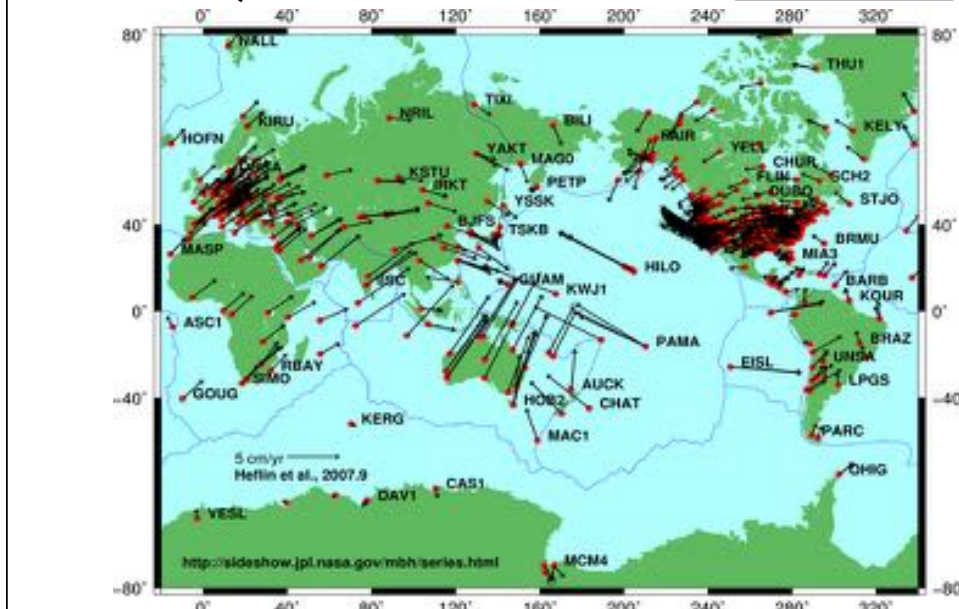 0° 40° 80° 120° 160° 200° 240° 280° 320°
80° 80°
NALL
THU1
TIXI
NRIL
BILI
KELY
KIRU
HOFN
FAIR
YAKT
YELL
MAG0
CHUR
KSTU
FLIN
SCH2
IRKT
PETP
DUBO
YSSK
STJO
40° 40°
BJFS
TSKB
BRMU
MASP
MIA3
HILO
IISC
GUAM
BARB
KWJ1
KOUR
0° 0°
ASC1
PAMA
BRAZ
EISL
UNSA
RBAY
SIMO
LPGS
AUCK
GOUG
−40° −40°
HOB2
CHAT
KERG
PARC
MAC1
5 cm/yr
OHIG
Heflin et al., 2007.9
CAS1
DAV1
VESL
http://sideshow.jpl.nasa.gov/mbh/series.html
MCM4
−80° −80°
0° 40° 80° 120° 160° 200° 240° 280° 320°